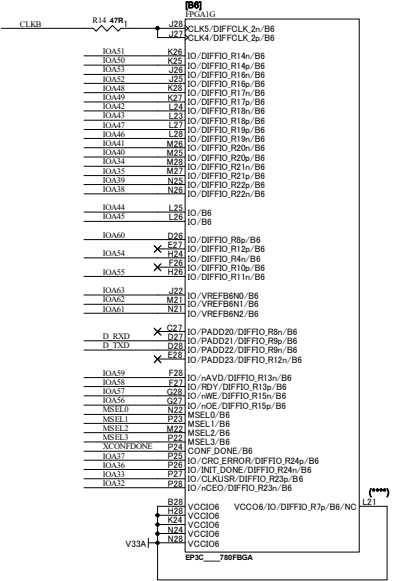 [B6]
FPGA1G
CLKB R14 47R J28 CLK5/DIFFCLK_2n/B6
J27 CLK4/DIFFCLK_2p/B6
IOA51 K26 IO/DIFFIO_R14n/B6
IOA50 K25 IO/DIFFIO_R14p/B6
IOA53 J26 IO/DIFFIO_R16n/B6
IOA52 J25 IO/DIFFIO_R16p/B6
IOA48 K28 IO/DIFFIO_R17n/B6
IOA49 K27 IO/DIFFIO_R17p/B6
IOA42 L24 IO/DIFFIO_R18n/B6
IOA43 L23 IO/DIFFIO_R18p/B6
IOA47 L27 IO/DIFFIO_R19p/B6
IOA46 L28 IO/DIFFIO_R19n/B6
IOA41 M26 IO/DIFFIO_R20n/B6
IOA40 M25 IO/DIFFIO_R20p/B6
IOA34 M28 IO/DIFFIO_R21n/B6
IOA35 M27 IO/DIFFIO_R21p/B6
IOA39 N25 IO/DIFFIO_R22p/B6
IOA38 N26 IO/DIFFIO_R22n/B6
IOA44 L25 IO/B6
IOA45 L26 IO/B6
IOA60 D26 IO/DIFFIO_R8p/B6
E27 IO/DIFFIO_R12p/B6
IOA54 H24 IO/DIFFIO_R4n/B6
F26 IO/DIFFIO_R10p/B6
IOA55 H26 IO/DIFFIO_R11n/B6
IOA63 J22 IO/VREFB6N0/B6
IOA62 M21 IO/VREFB6N1/B6
IOA61 N21 IO/VREFB6N2/B6
C27 IO/PADD20/DIFFIO_R8n/B6
D_RXD D27 IO/PADD21/DIFFIO_R9p/B6
D_TXD D28 IO/PADD22/DIFFIO_R9n/B6
E28 IO/PADD23/DIFFIO_R12n/B6
IOA59 F28 IO/nAVD/DIFFIO_R13n/B6
IOA58 F27 IO/RDY/DIFFIO_R13p/B6
IOA57 G28 IO/nWE/DIFFIO_R15n/B6
IOA56 G27 IO/nOE/DIFFIO_R15p/B6
MSEL0 N22 MSEL0/B6
MSEL1 P23 MSEL1/B6
MSEL2 M22 MSEL2/B6
MSEL3 P22 MSEL3/B6
XCONFDONE P24 CONF_DONE/B6
IOA37 P25 IO/CRC_ERROR/DIFFIO_R24p/B6
IOA36 P26 IO/INIT_DONE/DIFFIO_R24n/B6
IOA33 P27 IO/CLKUSR/DIFFIO_R23p/B6
IOA32 P28 IO/nCEO/DIFFIO_R23n/B6
(****)
B28 VCCIO6 VCCO6/IO/DIFFIO_R7p/B6/NC L21
H28 VCCIO6
K24 VCCIO6
N24 VCCIO6
V33A N28 VCCIO6
EP3C____780FBGA